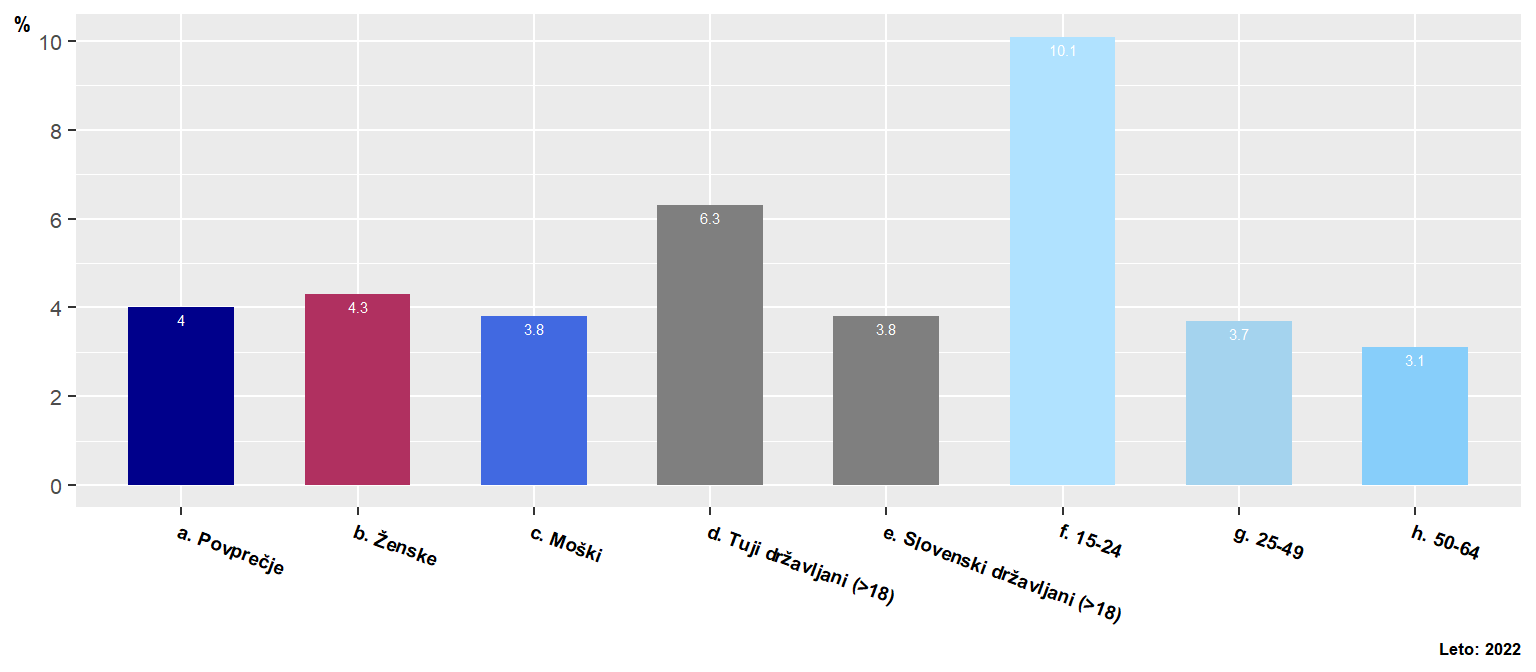 %
10
8
6
4
2
0
4
4.3
3.8
6.3
3.8
10.1
3.7
3.1
a. Povprečje
b. Ženske
c. Moški
d. Tuji državljani (>18)
e. Slovenski državljani (>18)
f. 15-24
g. 25-49
h. 50-64
Leto: 2022